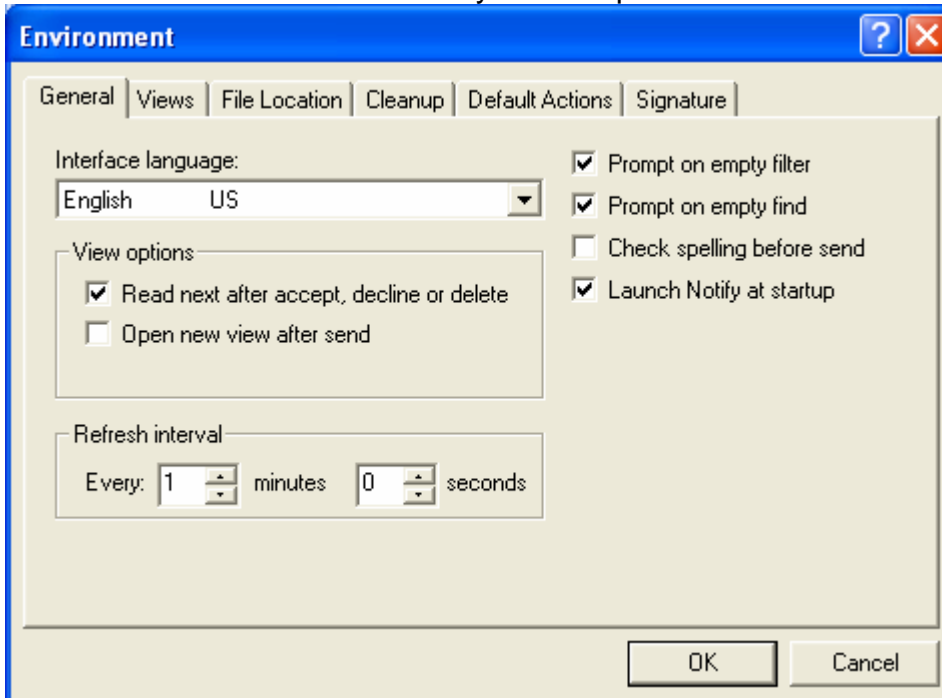 Environment
General Views File Location Cleanup Default Actions Signature
Interface language:
English US
View options
Read next after accept, decline or delete
Open new view after send
Refresh interval
Every: 1 minutes 0 seconds
Prompt on empty filter
Prompt on empty find
Check spelling before send
Launch Notify at startup
OK Cancel